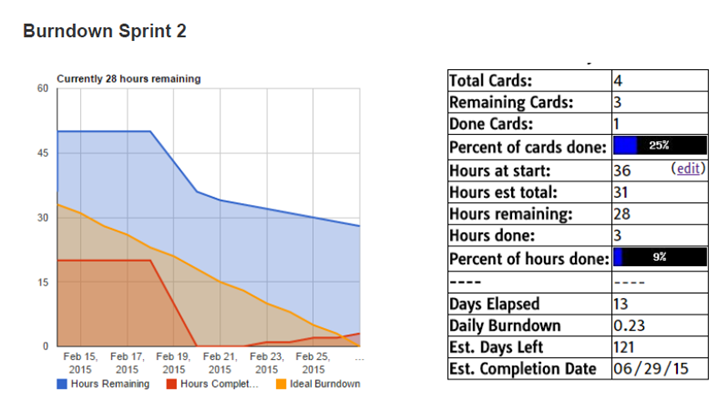 Burndown Sprint 2
Currently 28 hours remaining
60
45
30
15
0
Feb 15, 2015
Feb 17, 2015
Feb 19, 2015
Feb 21, 2015
Feb 23, 2015
Feb 25, 2015
...
Hours Remaining
Hours Complet...
Ideal Burndown
Total Cards: 4
Remaining Cards: 3
Done Cards: 1
Percent of cards done: 25%
Hours at start: 36 (edit)
Hours est total: 31
Hours remaining: 28
Hours done: 3
Percent of hours done: 9%
---- ----
Days Elapsed 13
Daily Burndown 0.23
Est. Days Left 121
Est. Completion Date 06/29/15